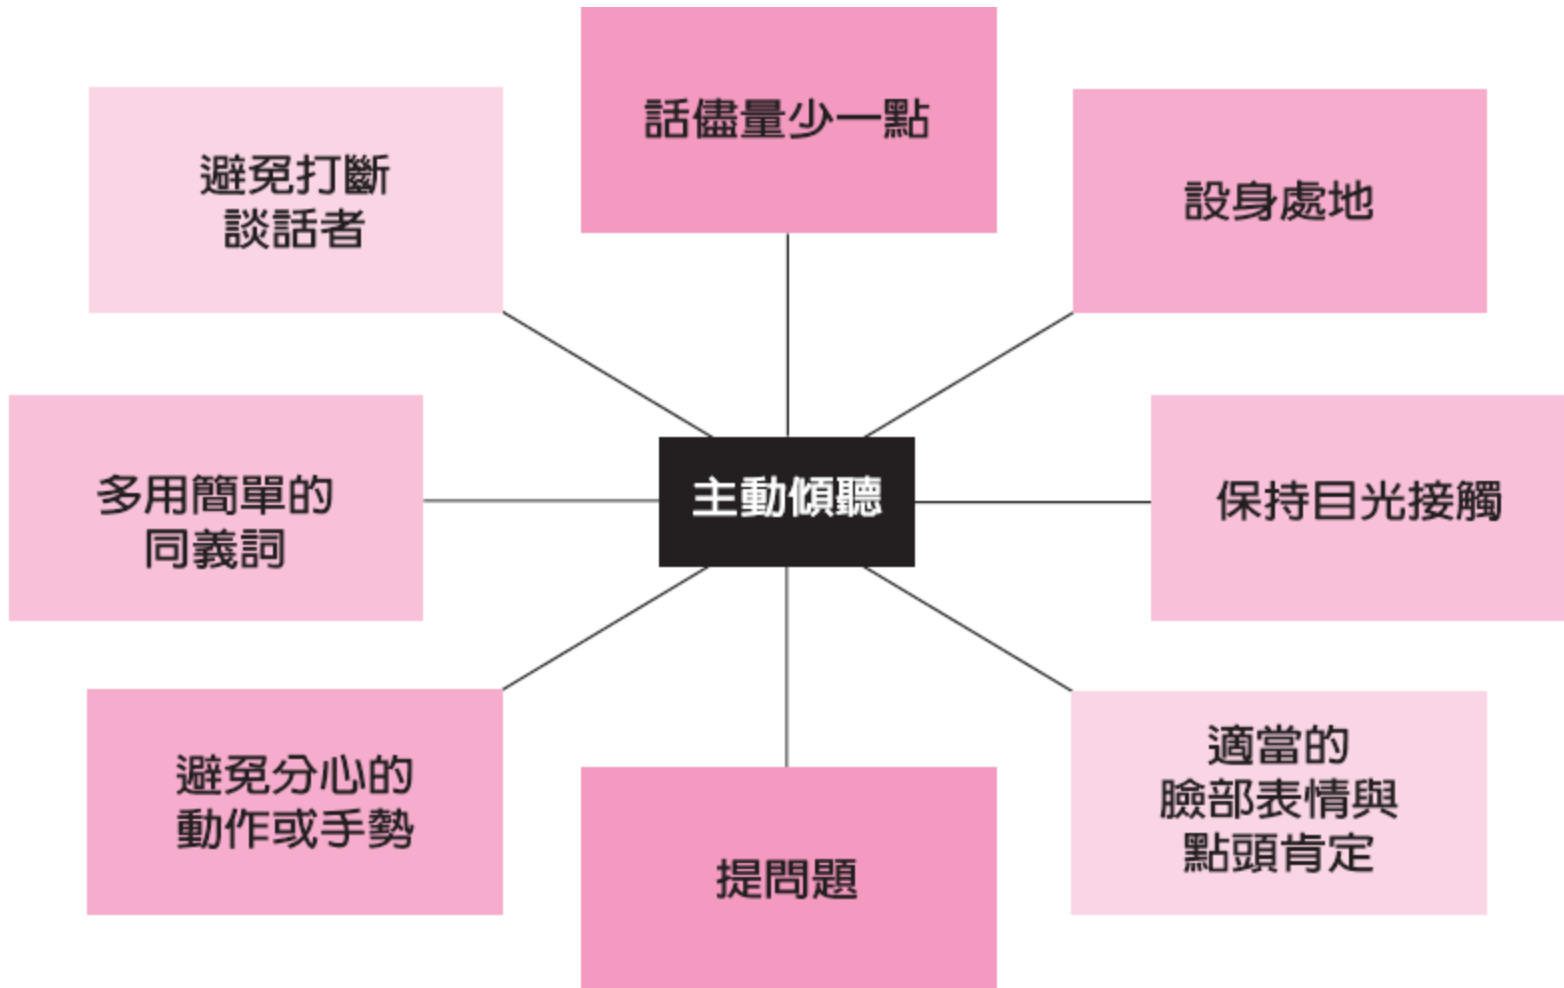 話儘量少一點
避免打斷
談話者
設身處地
多用簡單的
同義詞
主動傾聽
保持目光接觸
避免分心的
動作或手勢
適當的
臉部表情與
點頭肯定
提問題